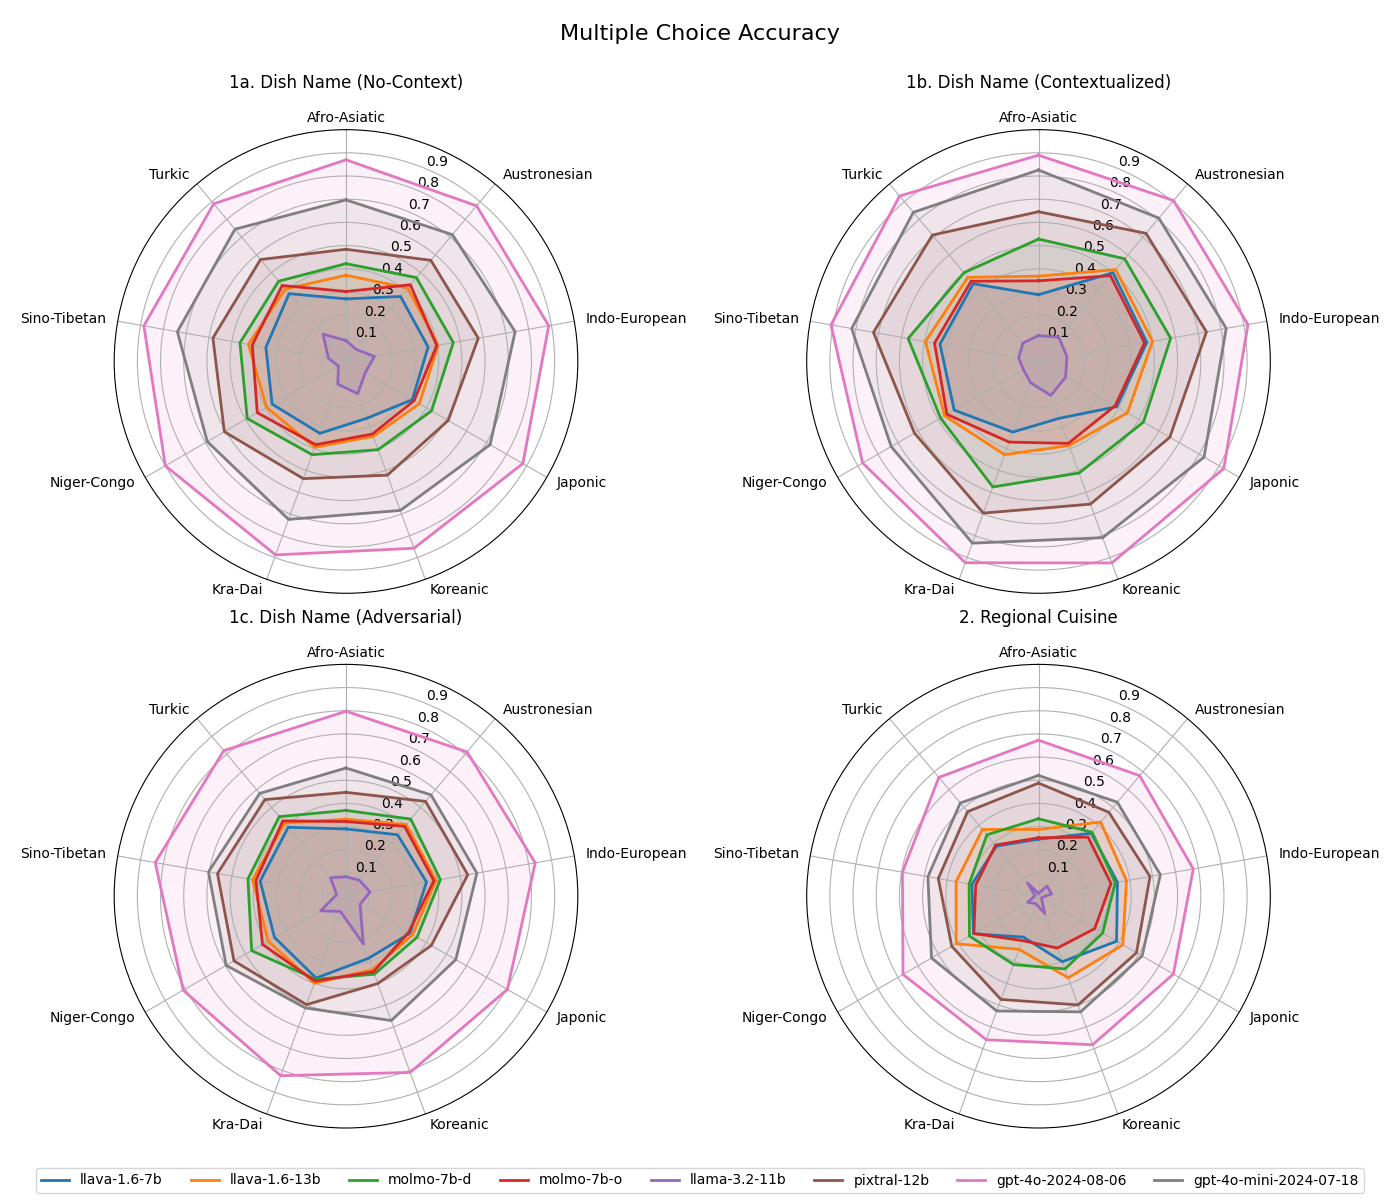 Multiple Choice Accuracy
1a. Dish Name (No-Context)
Afro-Asiatic
Austronesian
Indo-European
Japonic
Koreanic
Kra-Dai
Niger-Congo
Sino-Tibetan
Turkic
0.1
0.2
0.3
0.4
0.5
0.6
0.7
0.8
0.9
1b. Dish Name (Contextualized)
Afro-Asiatic
Austronesian
Indo-European
Japonic
Koreanic
Kra-Dai
Niger-Congo
Sino-Tibetan
Turkic
0.1
0.2
0.3
0.4
0.5
0.6
0.7
0.8
0.9
1c. Dish Name (Adversarial)
Afro-Asiatic
Austronesian
Indo-European
Japonic
Koreanic
Kra-Dai
Niger-Congo
Sino-Tibetan
Turkic
0.1
0.2
0.3
0.4
0.5
0.6
0.7
0.8
0.9
2. Regional Cuisine
Afro-Asiatic
Austronesian
Indo-European
Japonic
Koreanic
Kra-Dai
Niger-Congo
Sino-Tibetan
Turkic
0.1
0.2
0.3
0.4
0.5
0.6
0.7
0.8
0.9
llava-1.6-7b llava-1.6-13b molmo-7b-d molmo-7b-o llama-3.2-11b pixtral-12b gpt-4o-2024-08-06 gpt-4o-mini-2024-07-18